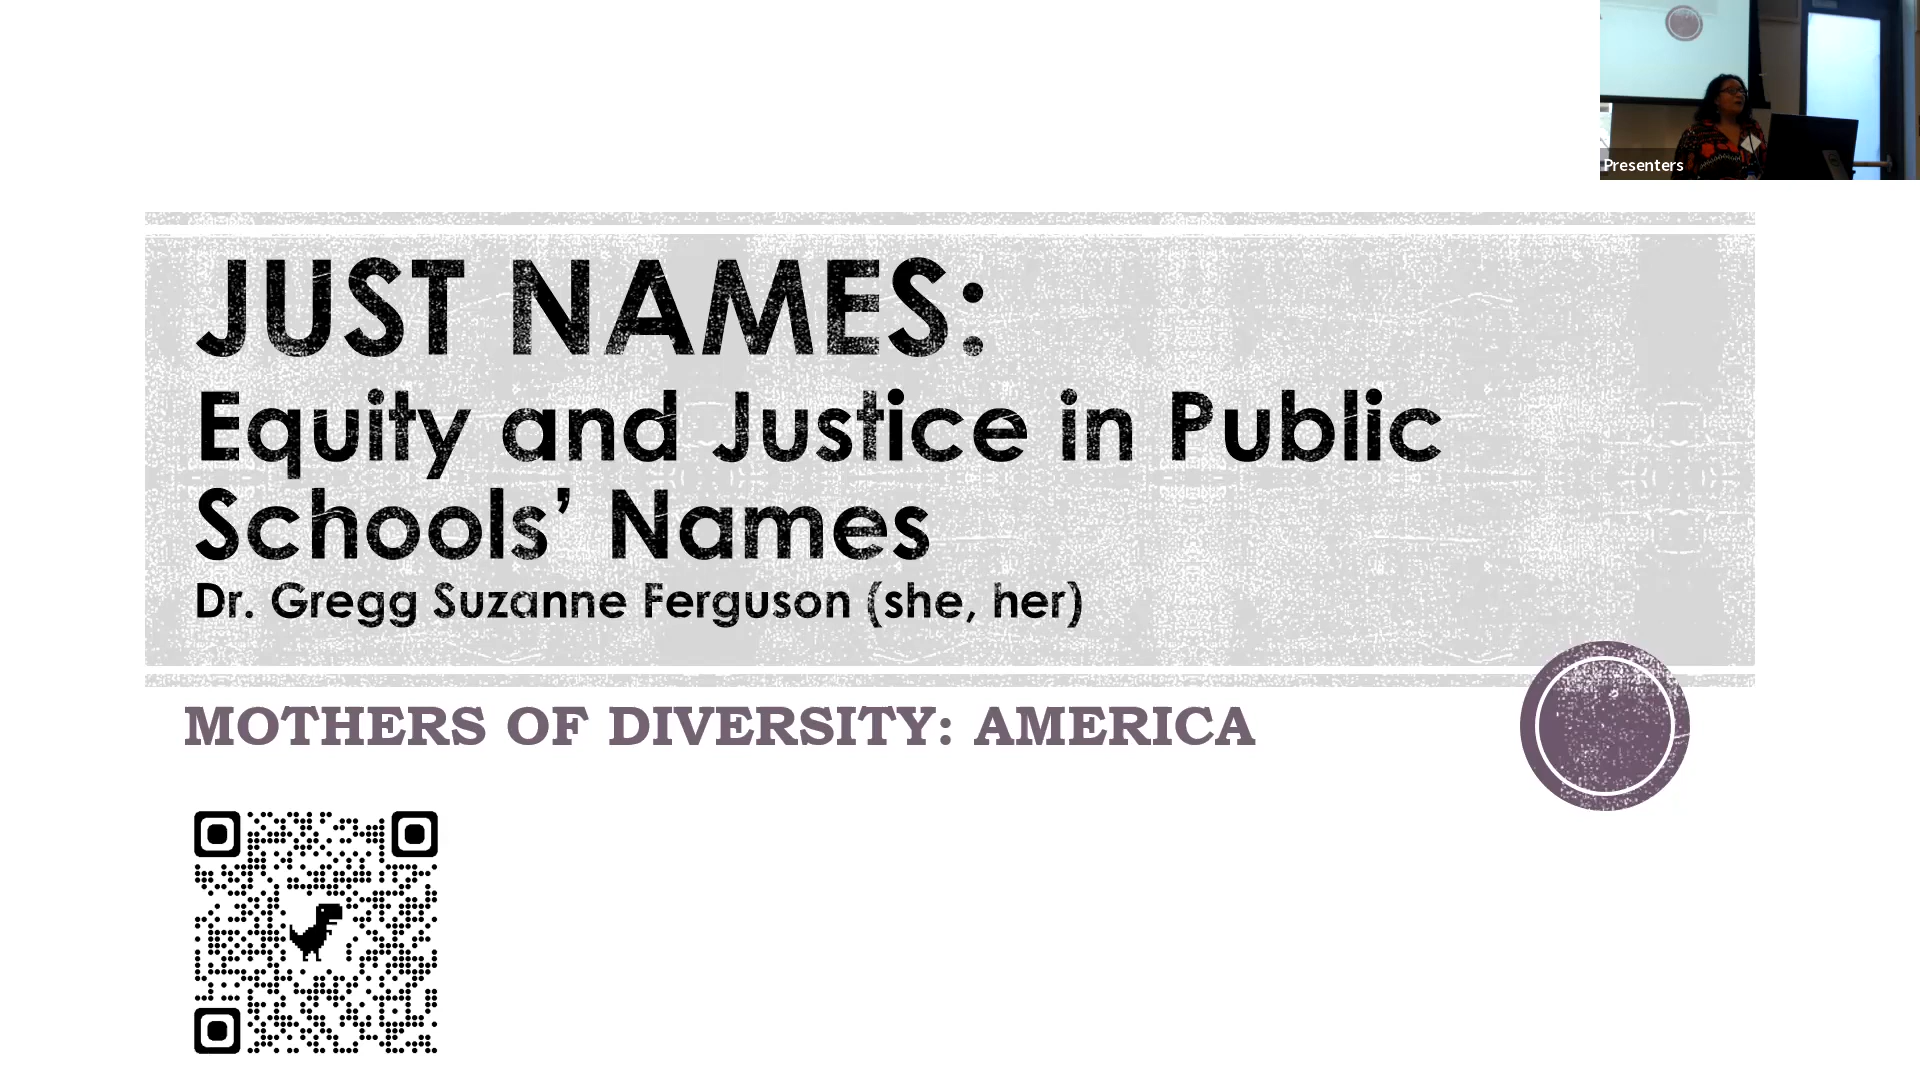 Presenters
JUST NAMES:
Equity and Justice in Public
Schools’ Names
Dr. Gregg Suzanne Ferguson (she, her)
MOTHERS OF DIVERSITY: AMERICA